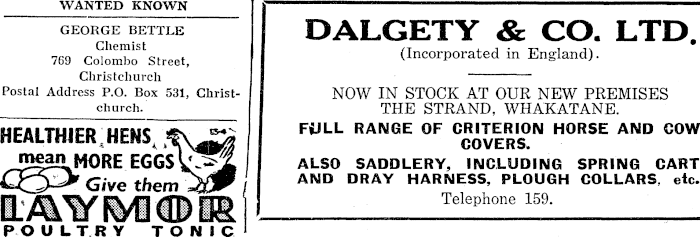 WANTED KNOWN
GEORGE BETTLE
Chemist
769 Colombo Street,
Christchurch
Postal Address P.O. Box 531, Christ-
church.
HEALTHIER HENS
mean MORE EGGS
Give them
LAYMOR
POULTRY TONIC
DALGETY & CO. LTD.
(Incorporated in England).
NOW IN STOCK AT OUR NEW PREMISES
THE STRAND, WHAKATANE.
FULL RANGE OF CRITERION HORSE AND COW
COVERS.
ALSO SADDLERY, INCLUDING SPRING CART
AND DRAY HARNESS, PLOUGH COLLARS, etc.
Telephone 159.